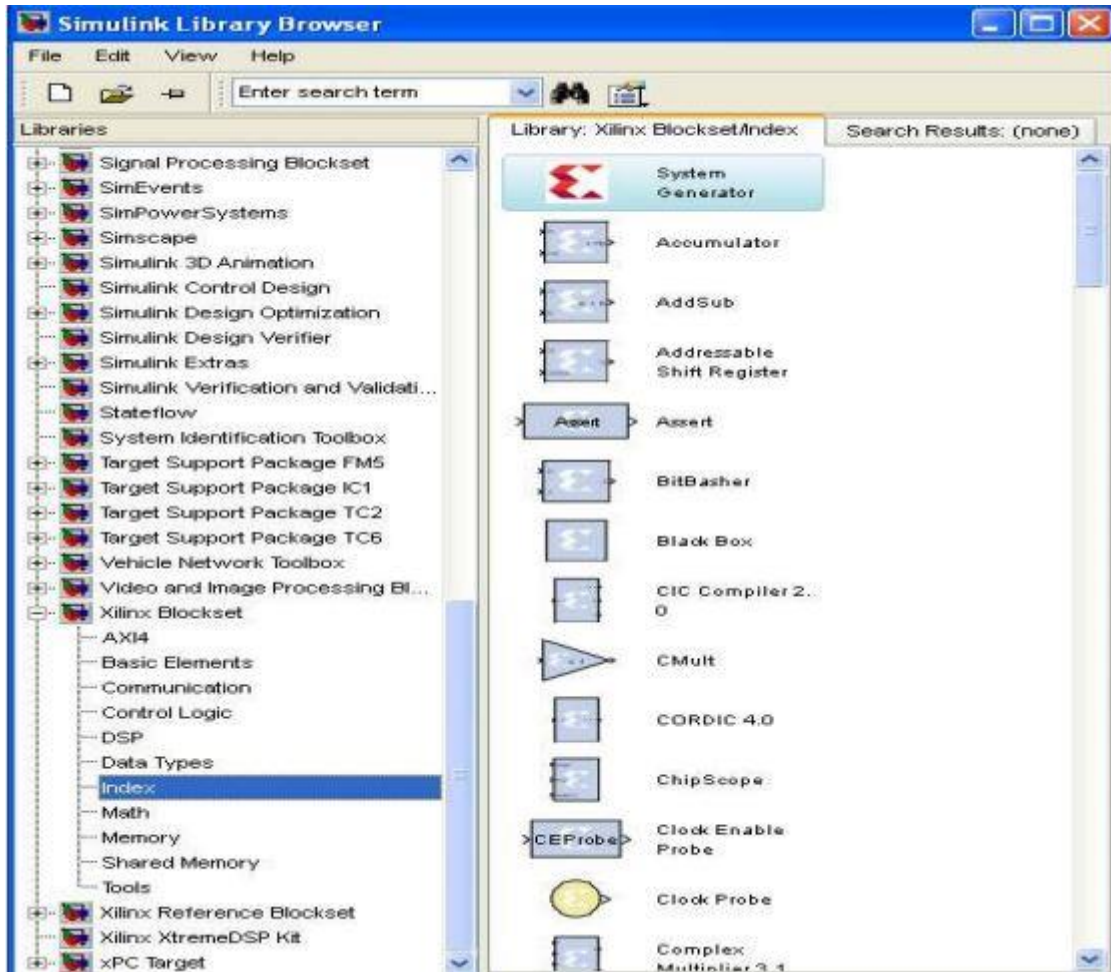 Simulink Library Browser
File Edit View Help
Enter search term
Libraries
Signal Processing Blockset
SimEvents
SimPowerSystems
Simscape
Simulink 3D Animation
Simulink Control Design
Simulink Design Optimization
Simulink Design Verifier
Simulink Extras
Simulink Verification and Validati...
Stateflow
System Identification Toolbox
Target Support Package FM5
Target Support Package IC1
Target Support Package TC2
Target Support Package TC6
Vehicle Network Toolbox
Video and Image Processing Bl...
Xilinx Blockset
AXI4
Basic Elements
Communication
Control Logic
DSP
Data Types
Index
Math
Memory
Shared Memory
Tools
Xilinx Reference Blockset
Xilinx XtremeDSP Kit
xPC Target
Library: Xilinx Blockset/Index
Search Results: (none)
System
Generator
Accumulator
AddSub
Addressable
Shift Register
Assert Assert
BitBasher
Black Box
CIC Compiler 2.
0
CMult
CORDIC 4.0
ChipScope
CEProbe
Clock Enable
Probe
Clock Probe
Complex
Multiplier 3.1